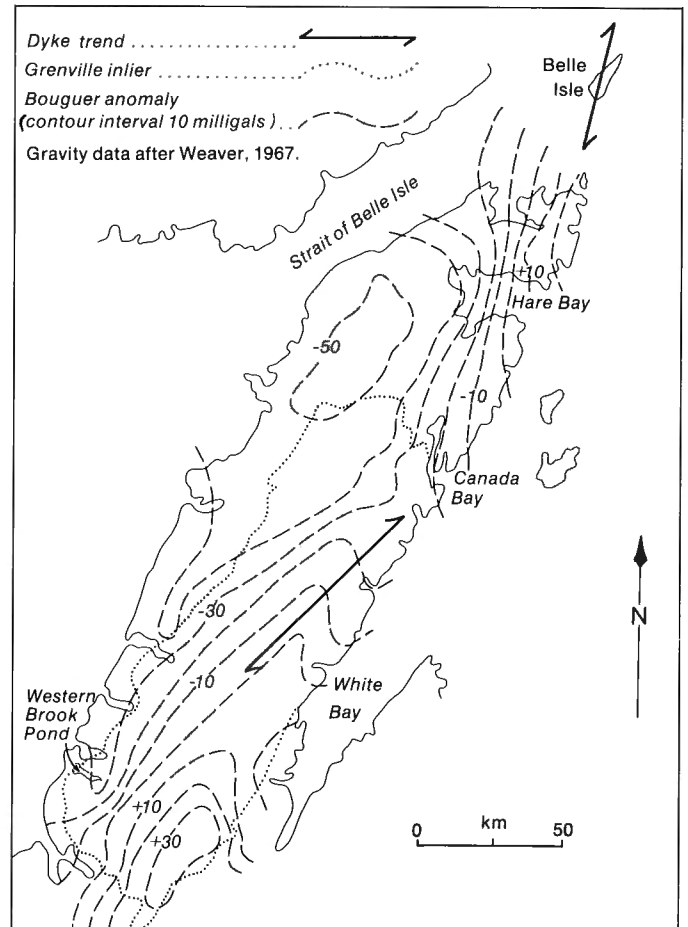 Dyke trend
Grenville inlier
Bouguer anomaly
(contour interval 10 milligals)
Gravity data after Weaver, 1967.
Belle
Isle
Strait of Belle Isle
+10
Hare Bay
-50
-10
Canada
Bay
-30
N
-10
White
Bay
Western
Brook
Pond
+10
+30
km
0 50